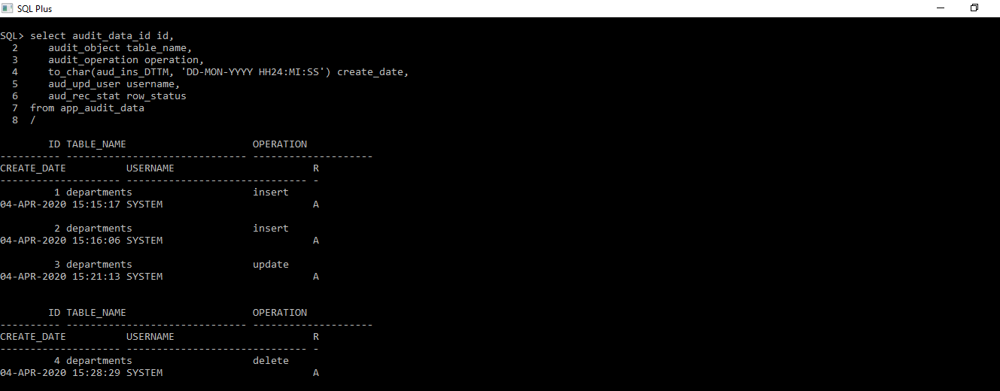 SQL Plus
SQL> select audit_data_id id,
  2     audit_object table_name,
  3     audit_operation operation,
  4     to_char(aud_ins_DTTM, 'DD-MON-YYYY HH24:MI:SS') create_date,
  5     aud_upd_user username,
  6     aud_rec_stat row_status
  7  from app_audit_data
  8  /
        ID TABLE_NAME                     OPERATION
---------- ------------------------------ --------------------
CREATE_DATE          USERNAME                       R
-------------------- ------------------------------ -
         1 departments                    insert
04-APR-2020 15:15:17 SYSTEM                         A
         2 departments                    insert
04-APR-2020 15:16:06 SYSTEM                         A
         3 departments                    update
04-APR-2020 15:21:13 SYSTEM                         A
        ID TABLE_NAME                     OPERATION
---------- ------------------------------ --------------------
CREATE_DATE          USERNAME                       R
-------------------- ------------------------------ -
         4 departments                    delete
04-APR-2020 15:28:29 SYSTEM                         A